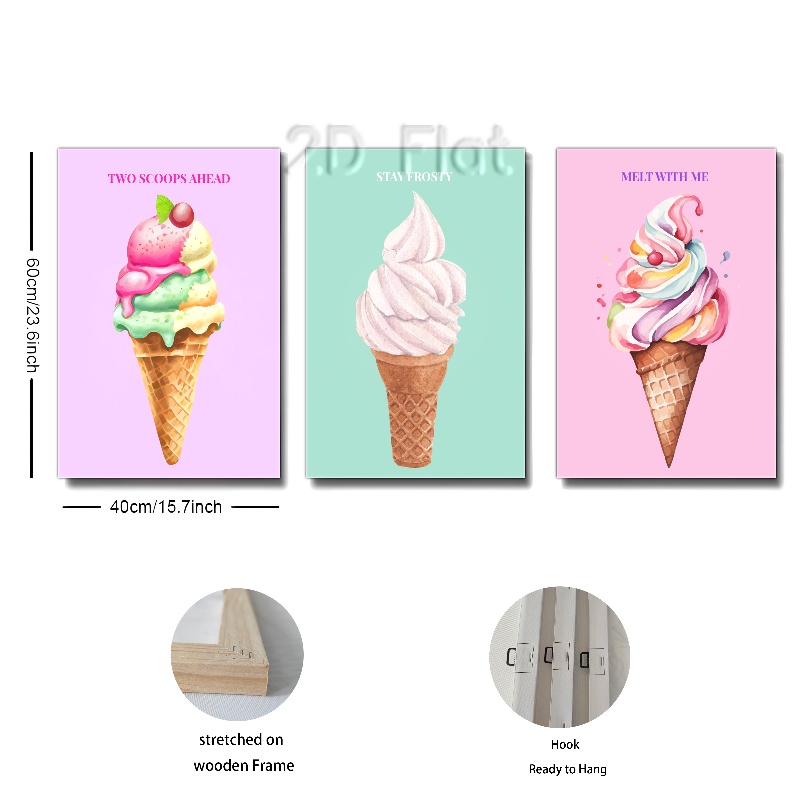 2D Flat
TWO SCOOPS AHEAD
STAY FROSTY
MELT WITH ME
60cm/23.6inch
40cm/15.7inch
stretched on
wooden Frame
Hook
Ready to Hang